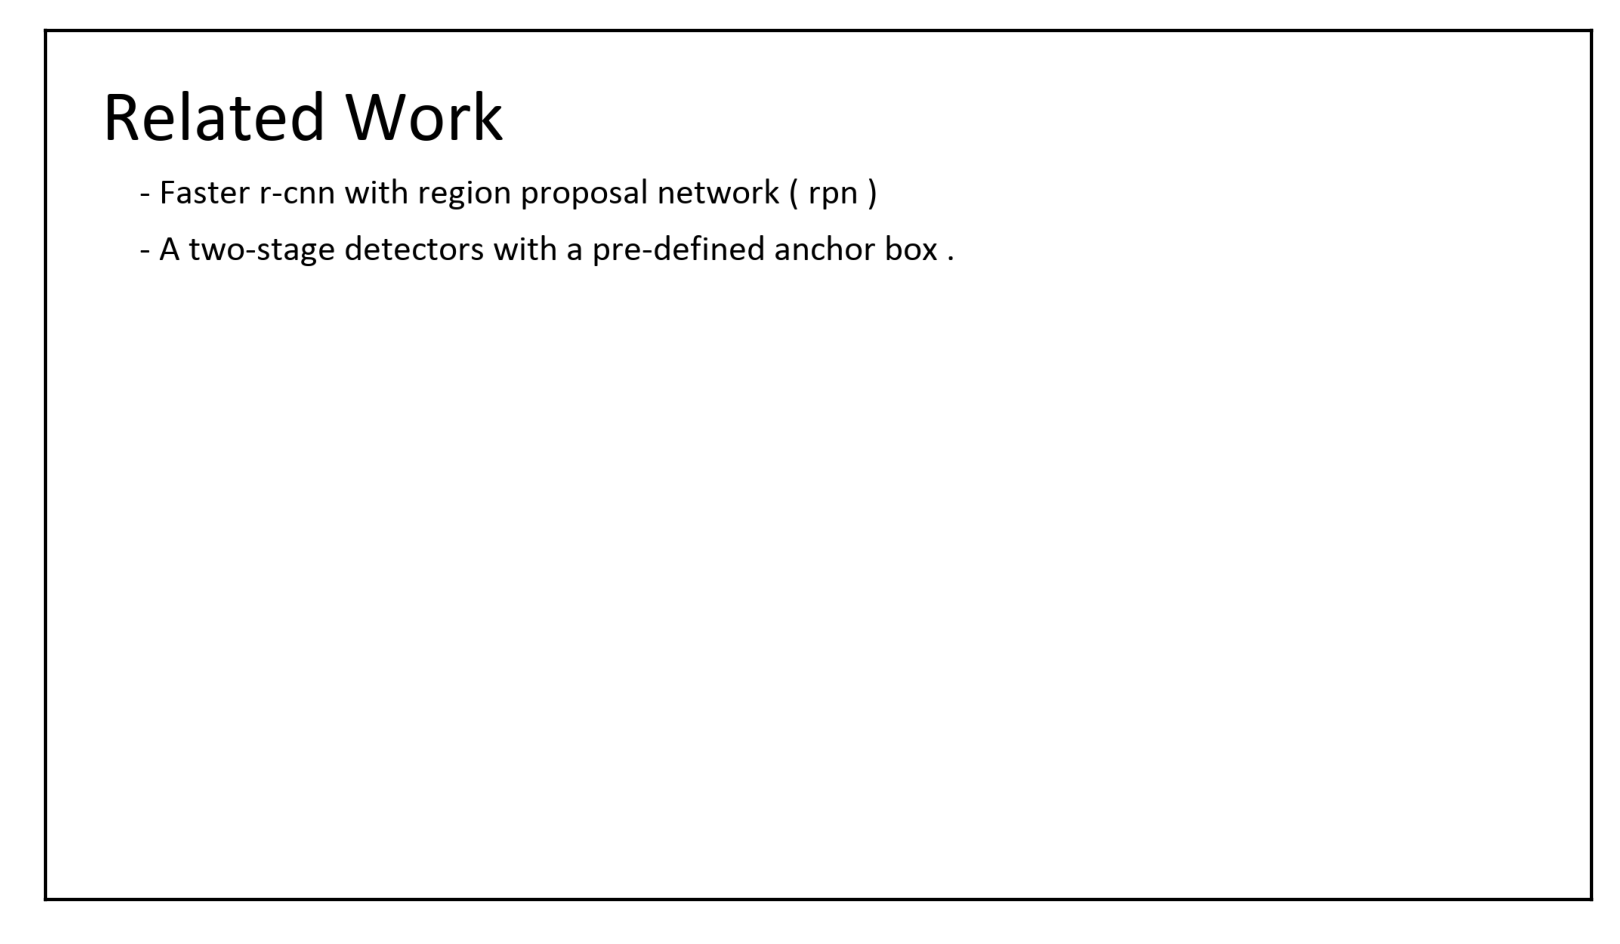 Related Work
- Faster r-cnn with region proposal network ( rpn )
- A two-stage detectors with a pre-defined anchor box .